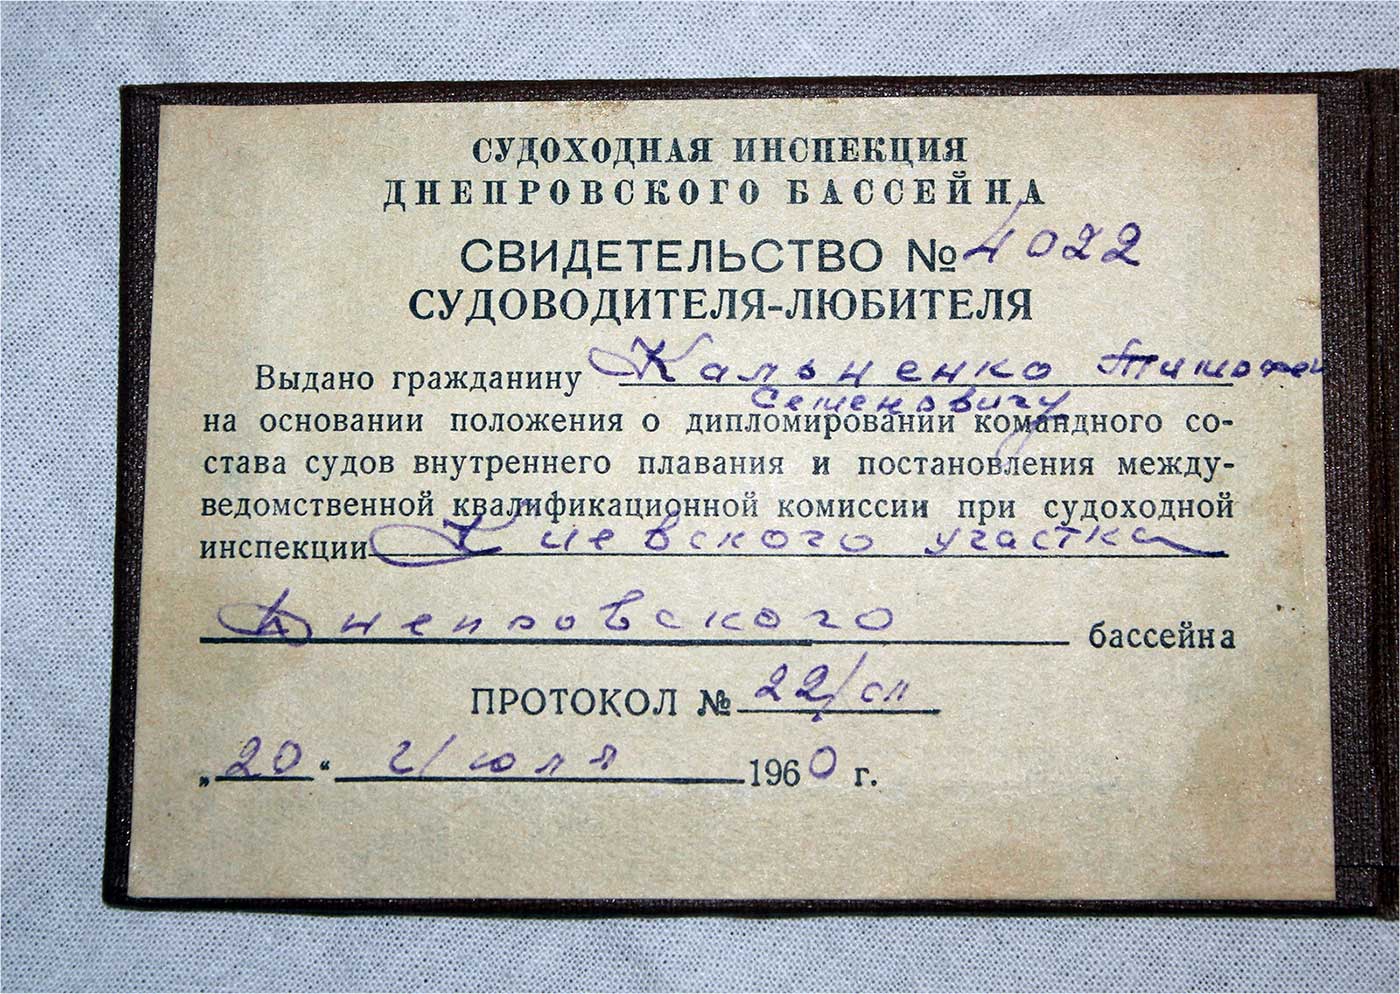 СУДОХОДНАЯ ИНСПЕКЦИЯ
ДНЕПРОВСКОГО БАССЕЙНА
СВИДЕТЕЛЬСТВО № 4022
СУДОВОДИТЕЛЯ-ЛЮБИТЕЛЯ
Выдано гражданину Кальненко Тимофею
Семеновичу
на основании положения о дипломировании командного со-
става судов внутреннего плавания и постановления между-
ведомственной квалификационной комиссии при судоходной
инспекции Киевского участка
Днепровского бассейна
ПРОТОКОЛ № 22/сл
„20“ Июля 1960 г.